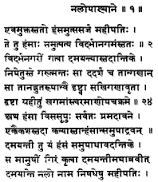 नलोपाख्याने ॥ १॥
एवमुक्तस्ततो हंसमुत्ससर्ज महीपतिः ।
ते तु हंसाः समुत्पत्य विदर्भानगमंस्ततः ॥ २
विदर्भनगरीं गत्वा दमयन्त्यास्तदान्तिके ।
निपेतुस्ते गरुत्मन्तः सा ददर्श च तान्गणान् ।
सा तानद्भुतरूपान्वै दृष्ट्वा सखिगणावृता ।
हृष्टा ग्रहीतुं खगमांस्त्वरमाणोपचक्रमे ॥ २४
अथ हंसा विससृपुः सर्वतः प्रमदावने ।
एकैकशस्तदा कन्यास्तान्हंसान्समुपाद्रवन् ॥
दमयन्ती तु यं हंसं समुपाधावदन्तिके ।
स मानुषीं गिरं कृत्वा दमयन्तीमथाब्रवीत्
दमयन्ति नलो नाम निषधेषु महीपतिः ।